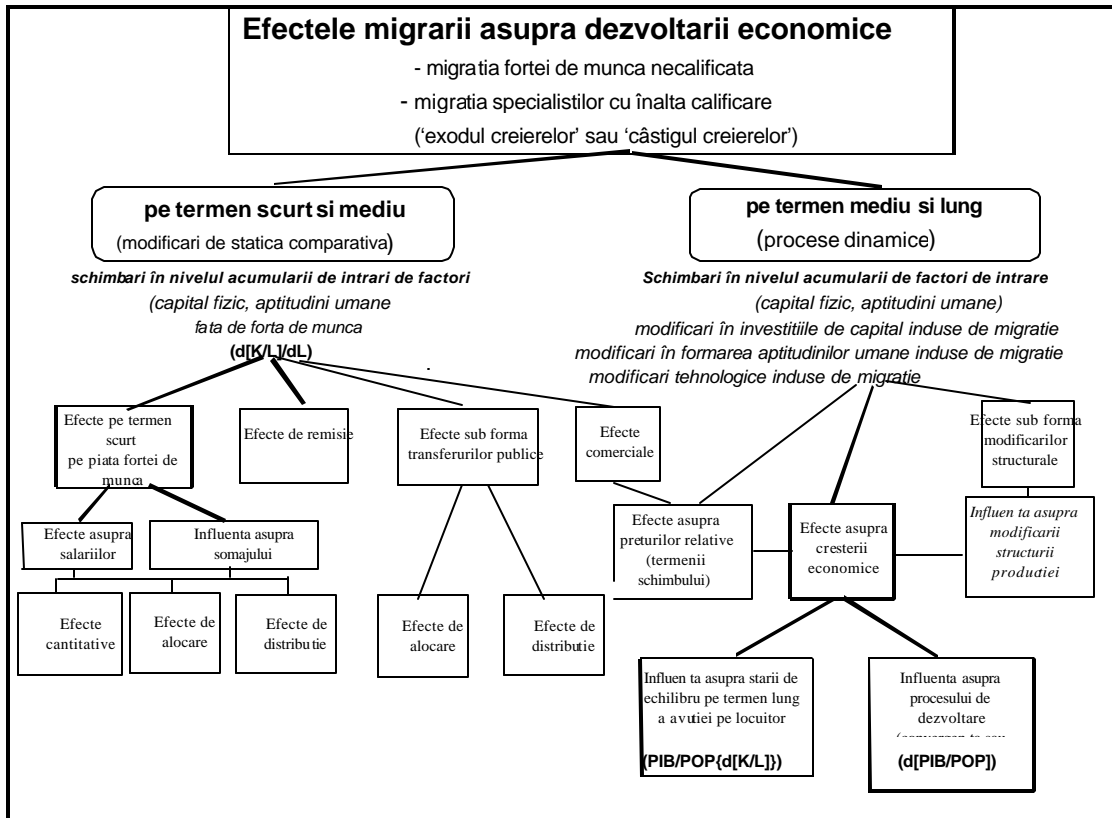 Efectele migrarii asupra dezvoltarii economice
- migratia fortei de munca necalificata
- migratia specialistilor cu înalta calificare
(‘exodul creierelor’ sau ‘câstigul creierelor’)
pe termen scurt si mediu
(modificari de statica comparativa)
schimbari în nivelul acumularii de intrari de factori
(capital fizic, aptitudini umane
fata de forta de munca
(d[K/L]/dL)
pe termen mediu si lung
(procese dinamice)
Schimbari în nivelul acumularii de factori de intrare
(capital fizic, aptitudini umane)
modificari în investitiile de capital induse de migratie
modificari în formarea aptitudinilor umane induse de migratie
modificari tehnologice induse de migratie
Efecte pe termen
scurt
pe piata fortei de
munca
Efecte de remisie
Efecte sub forma
transferurilor publice
Efecte
comerciale
Efecte sub forma
modificarilor
structurale
Efecte asupra
salariilor
Influenta asupra
somajului
Efecte asupra
preturilor relative
(termenii
schimbului)
Efecte asupra
cresterii
economice
Influen ta asupra
modificarii
structurii
productiei
Efecte
cantitative
Efecte de
alocare
Efecte de
distributie
Efecte de
alocare
Efecte de
distributie
Influen ta asupra starii de
echilibru pe termen lung
a avutiei pe locuitor
(PIB/POP{d[K/L]})
Influenta asupra
procesului de
dezvoltare
(d[PIB/POP])